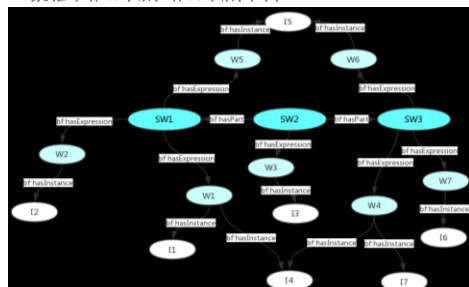 I5
bf:hasInstance bf:hasInstance
W5 W6
bf:hasExpression bf:hasExpression
SW1 bf:hasPart SW2 bf:hasPart SW3
bf:hasExpression bf:hasExpression bf:hasExpression
W2 bf:hasExpression W3 bf:hasExpression W7
bf:hasInstance bf:hasInstance bf:hasInstance
I2 W1 I3 W4 I6
bf:hasInstance bf:hasInstance bf:hasInstance bf:hasInstance
I1 I4 I7